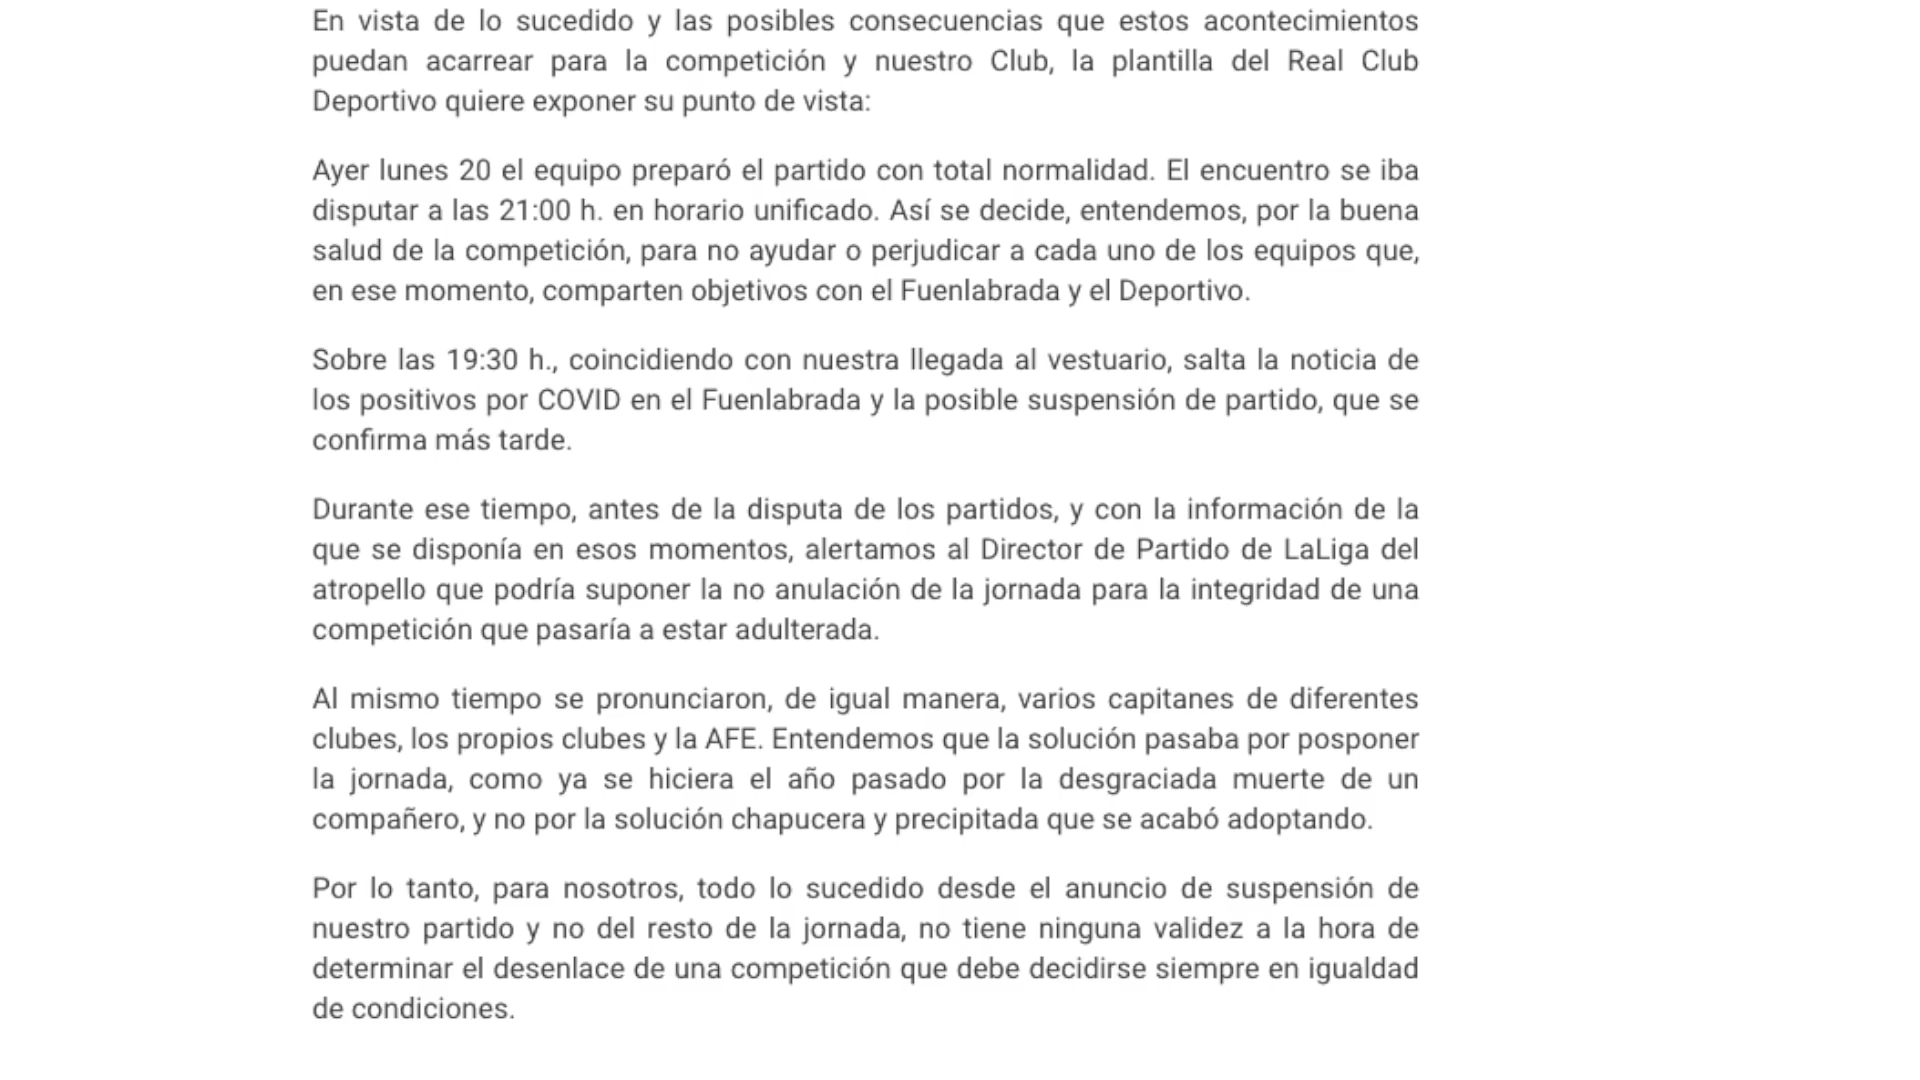 En vista de lo sucedido y las posibles consecuencias que estos acontecimientos
puedan acarrear para la competición y nuestro Club, la plantilla del Real Club
Deportivo quiere exponer su punto de vista:
Ayer lunes 20 el equipo preparó el partido con total normalidad. El encuentro se iba
disputar a las 21:00 h. en horario unificado. Así se decide, entendemos, por la buena
salud de la competición, para no ayudar o perjudicar a cada uno de los equipos que,
en ese momento, comparten objetivos con el Fuenlabrada y el Deportivo.
Sobre las 19:30 h., coincidiendo con nuestra llegada al vestuario, salta la noticia de
los positivos por COVID en el Fuenlabrada y la posible suspensión de partido, que se
confirma más tarde.
Durante ese tiempo, antes de la disputa de los partidos, y con la información de la
que se disponía en esos momentos, alertamos al Director de Partido de LaLiga del
atropello que podría suponer la no anulación de la jornada para la integridad de una
competición que pasaría a estar adulterada.
Al mismo tiempo se pronunciaron, de igual manera, varios capitanes de diferentes
clubes, los propios clubes y la AFE. Entendemos que la solución pasaba por posponer
la jornada, como ya se hiciera el año pasado por la desgraciada muerte de un
compañero, y no por la solución chapucera y precipitada que se acabó adoptando.
Por lo tanto, para nosotros, todo lo sucedido desde el anuncio de suspensión de
nuestro partido y no del resto de la jornada, no tiene ninguna validez a la hora de
determinar el desenlace de una competición que debe decidirse siempre en igualdad
de condiciones.